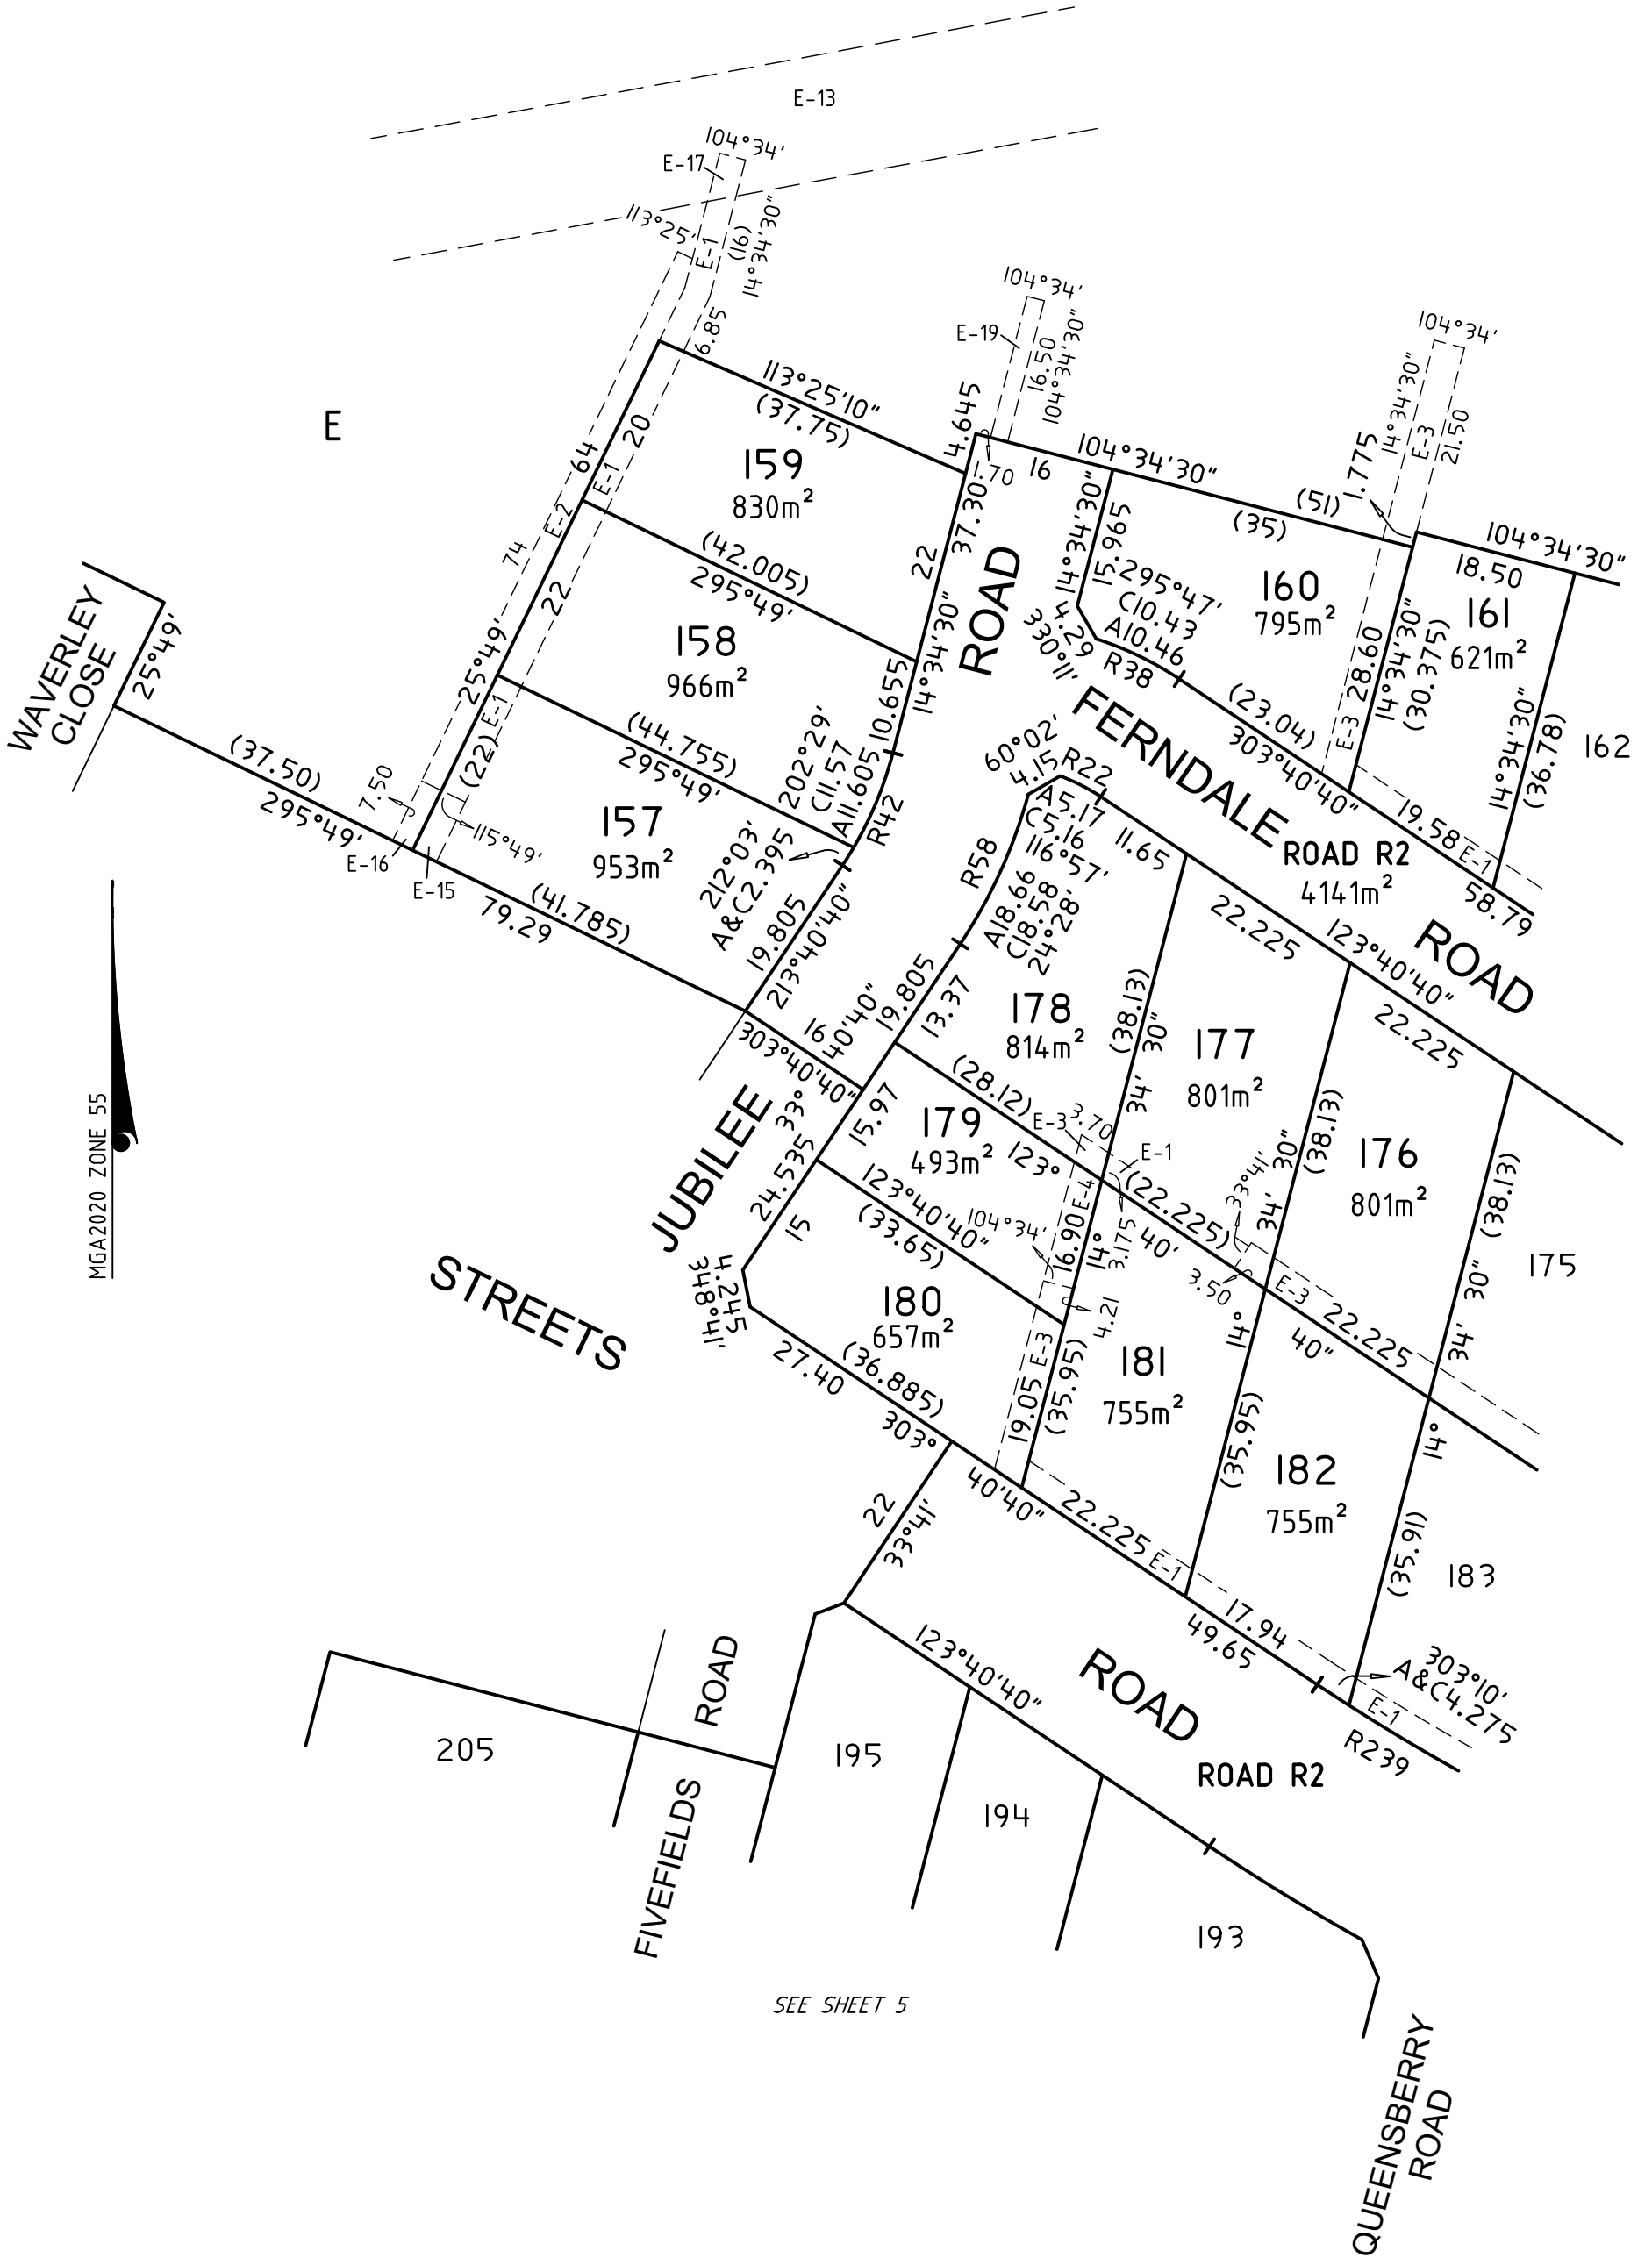 E-13
104°34'
E-17
113°25'
E-1
(16)
14°34'30"
6.85
104°34'
E-19
16.50
104°34'30"
104°34'
14°34'30"
E-3
21.50
E
113°25'10"
(37.75)
4.645
1.70
16
104°34'30"
(51)
(35)
1.775
104°34'30"
18.50
64
20
E-1
E-2
74
159
830m²
37.30
22
ROAD
14°34'30"
15.965
4.29
330°11'
295°47'
C10.43
A10.46
R38
160
795m²
28.60
14°34'30"
(30.375)
161
621m²
14°34'30"
(36.78)
162
(42.005)
295°49'
22
158
966m²
14°34'30"
10.655
WAVERLEY
CLOSE
25°49'
25°49'
E-1
(22)
(44.755)
295°49'
202°29'
C11.57
A11.605
R42
(37.50)
295°49'
7.50
E-16
E-15
115°49'
157
953m²
212°03'
A&C2.395
(41.785)
79.29
19.805
213°40'40"
FERNDALE
ROAD
(23.04)
303°40'40"
E-3
19.58
E-1
58.79
ROAD R2
4141m²
60°02'
4.15
R22
A5.17
C5.16
116°57'
11.65
R58
A18.66
C18.58
24°28'
22.225
123°40'40"
22.225
16
303°40'40"
19.805
13.37
33°
40'40"
178
814m²
(38.13)
30"
34'
14°
177
801m²
(38.13)
30"
34'
14°
176
801m²
(38.13)
30"
34'
14°
175
MGA2020 ZONE 55
JUBILEE
STREETS
24.535
15.97
15
(28.12)
123°
40'
40"
179
493m²
E-3
3.70
E-1
E-4
16.90
3.175
104°34'
(22.225)
33°41'
3.50
E-3
22.225
123°40'40"
(33.65)
4.245
348°41'
180
657m²
4.21
E-3
19.05
(35.95)
181
755m²
(35.95)
182
755m²
(35.91)
183
27.40
(36.885)
303°
40'40"
22.225
E-1
17.94
49.65
303°10'
A&C4.275
E-1
R239
22
33°41'
123°40'40"
ROAD
ROAD R2
205
ROAD
FIVEFIELDS
195
194
193
SEE SHEET 5
QUEENSBERRY
ROAD